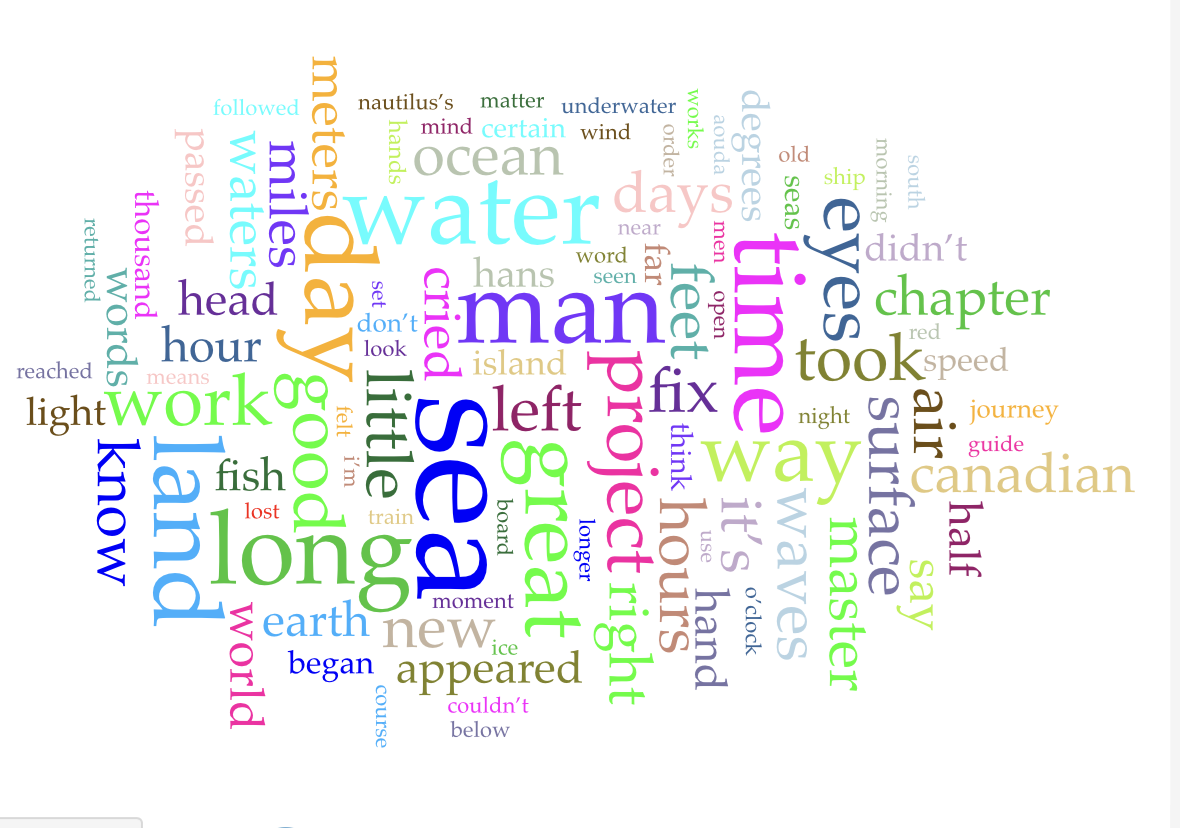 meters
followed
nautilus's
matter
underwater
works
degrees
hands
mind
certain
wind
order
aouda
passed
waters
miles
ocean
old
morning
south
water
days
seas
ship
thousand
near
men
returned
words
day
word
far
time
eyes
didn't
head
set
cried
hans
seen
feet
open
chapter
hour
don't
man
red
reached
means
look
island
took
speed
light
work
good
felt
little
left
project
fix
night
air
journey
know
land
fish
i'm
sea
great
think
way
surface
guide
canadian
lost
train
long
board
longer
hours
use
it's
waves
master
half
say
world
earth
new
moment
right
hand
o'clock
began
ice
appeared
course
couldn't
below